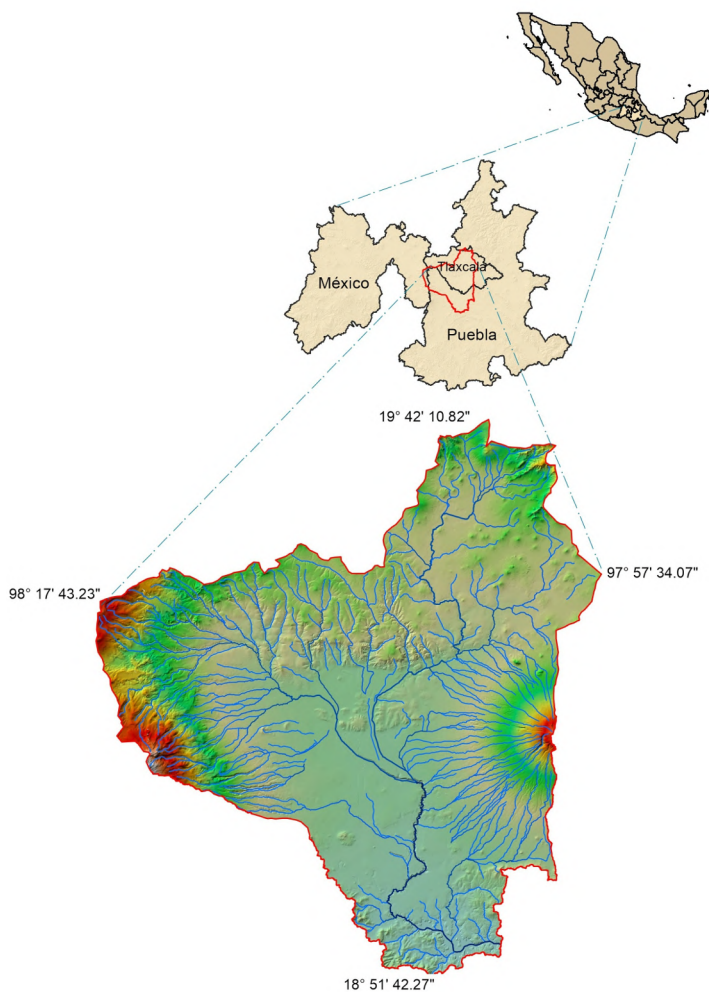 Tlaxcala
México
Puebla
19° 42' 10.82"
98° 17' 43.23"
97° 57' 34.07"
18° 51' 42.27"